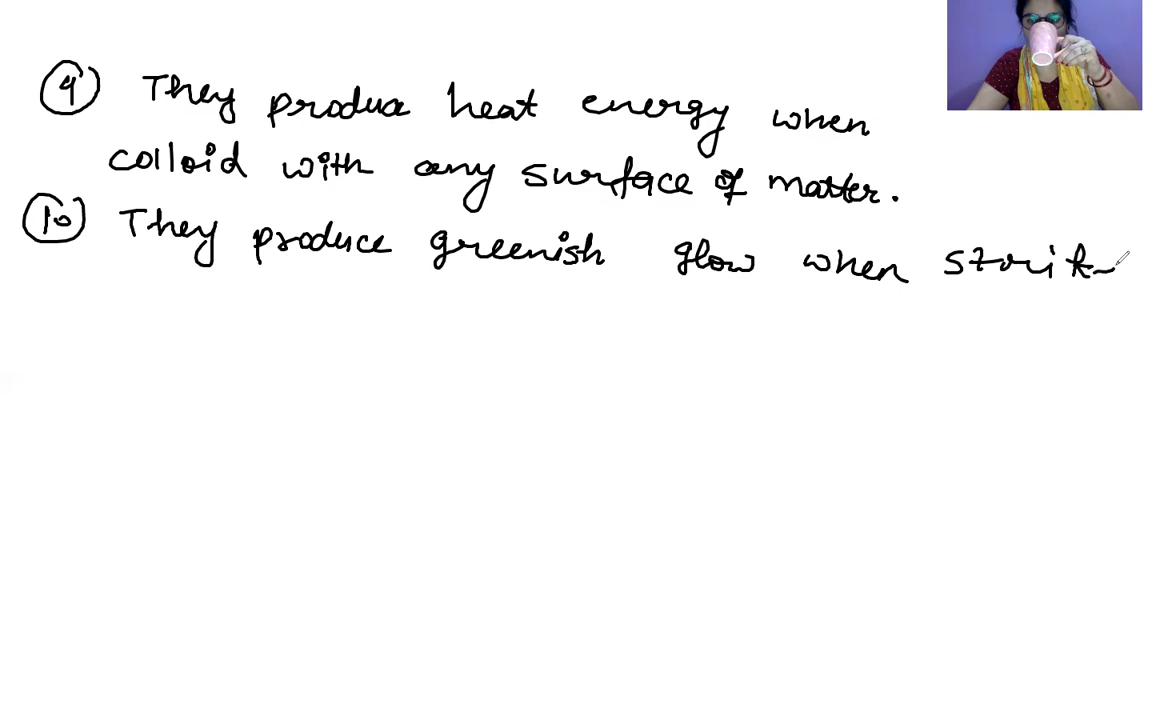 9 They produce heat energy when
colloid with any surface of matter.
10 They produce greenish glow when strik